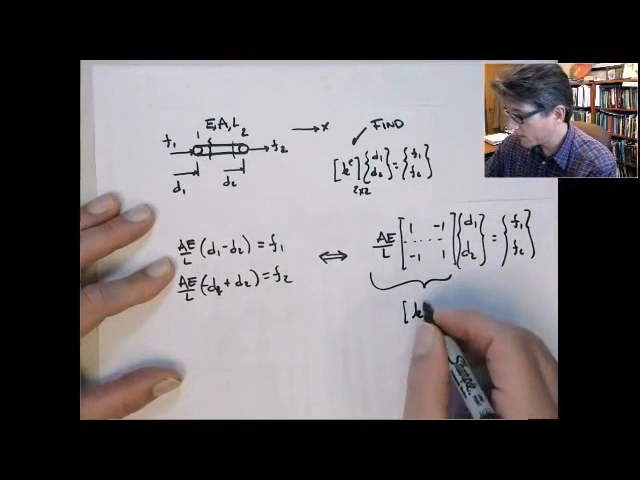 E, A, L
1 2 → x
f₁ f₂
d₁ d₂
FIND
[kᵉ]{d₁ d₂} = {f₁ f₂}
2x2
AE/L (d₁ - d₂) = f₁
AE/L (-d₁ + d₂) = f₂
⇔
AE/L [1 -1 -1 1]{d₁ d₂} = {f₁ f₂}
[k
Sharpie